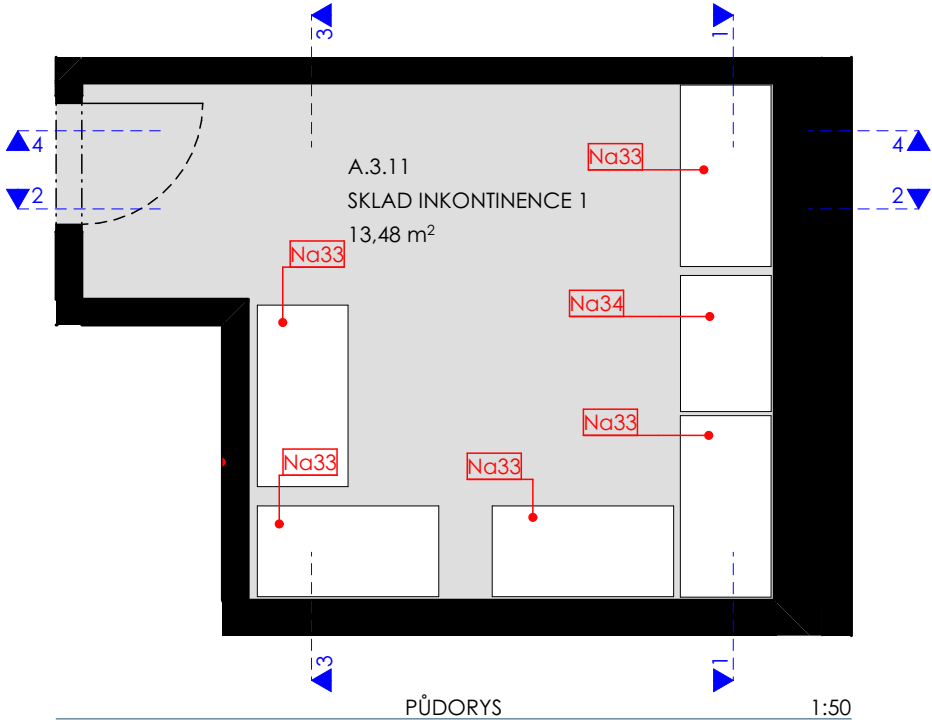 3
1
4
4
2
2
Na33
A.3.11
SKLAD INKONTINENCE 1
13,48 m²
Na33
Na34
Na33
Na33
Na33
3
1
PŮDORYS 1:50